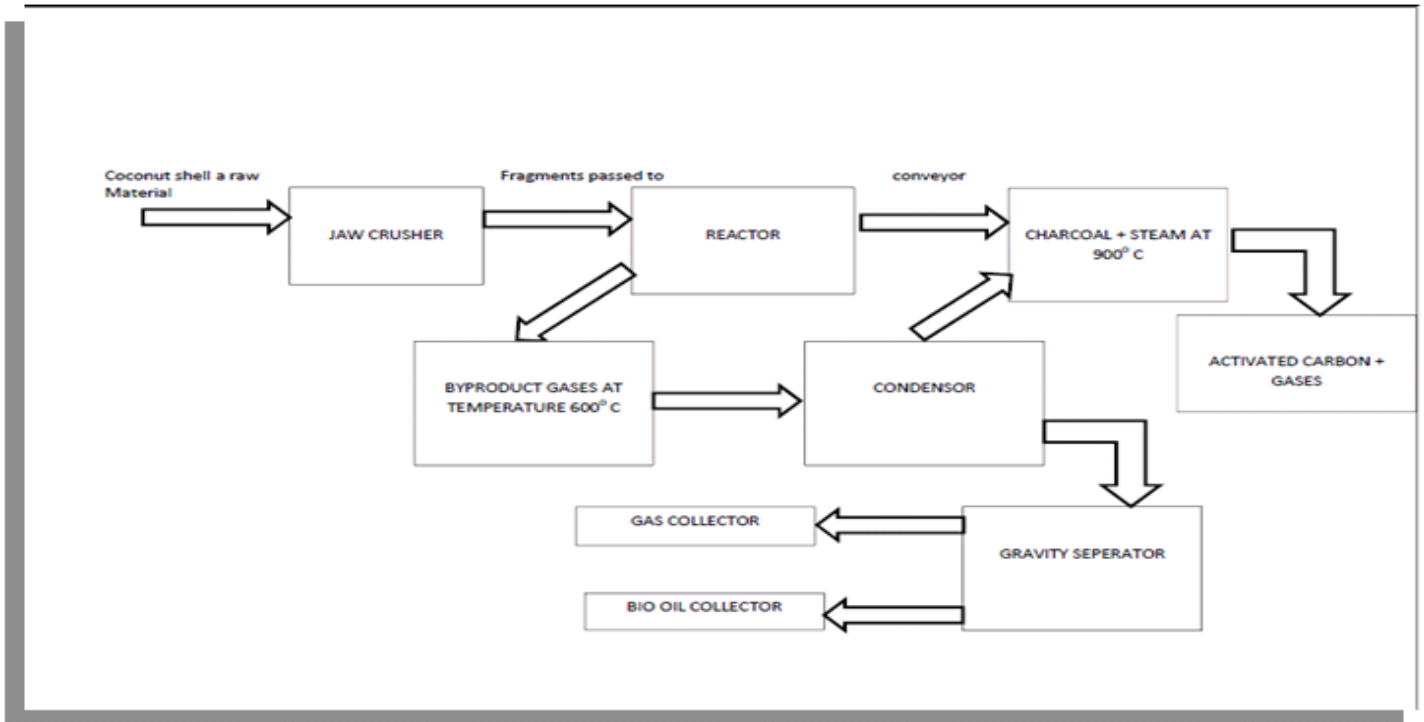 Coconut shell a raw
Material
Fragments passed to
conveyor
JAW CRUSHER
REACTOR
CHARCOAL + STEAM AT
900° C
BYPRODUCT GASES AT
TEMPERATURE 600° C
CONDENSOR
ACTIVATED CARBON +
GASES
GAS COLLECTOR
GRAVITY SEPERATOR
BIO OIL COLLECTOR